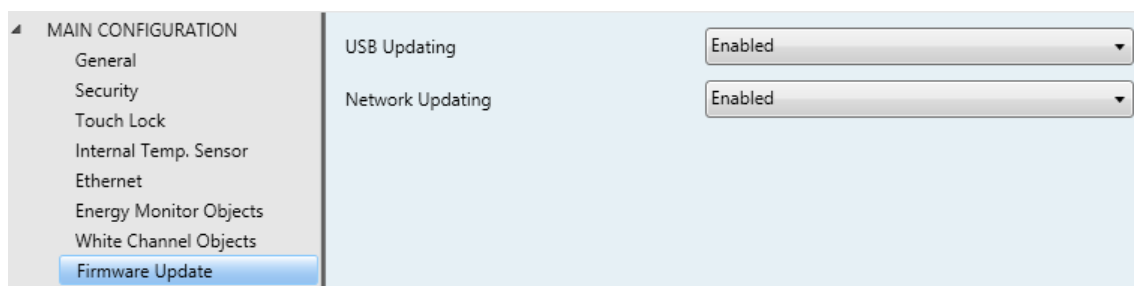 MAIN CONFIGURATION
General
Security
Touch Lock
Internal Temp. Sensor
Ethernet
Energy Monitor Objects
White Channel Objects
Firmware Update
USB Updating Enabled
Network Updating Enabled